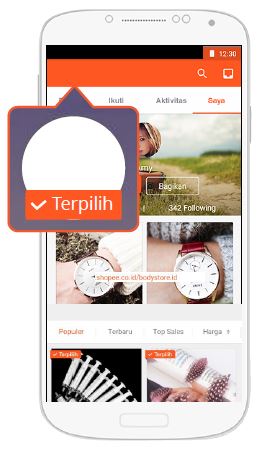 12:30
Ikuti Aktivitas Saya
Terpilih
Bagikan
342 Following
shopee.co.id/bodystore.id
Populer Terbaru Top Sales Harga
Terpilih
Terpilih